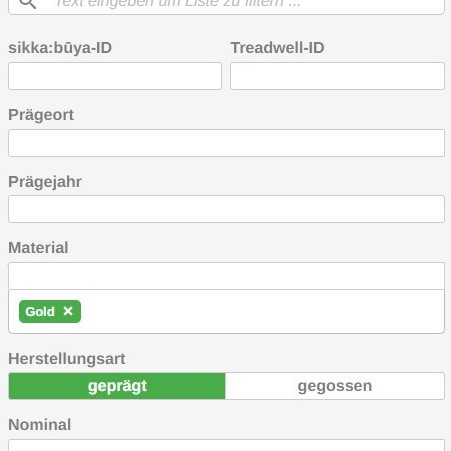 Text eingeben um Liste zu filtern ...
sikka:būya-ID Treadwell-ID
Prägeort
Prägejahr
Material
Gold ×
Herstellungsart
geprägt gegossen
Nominal